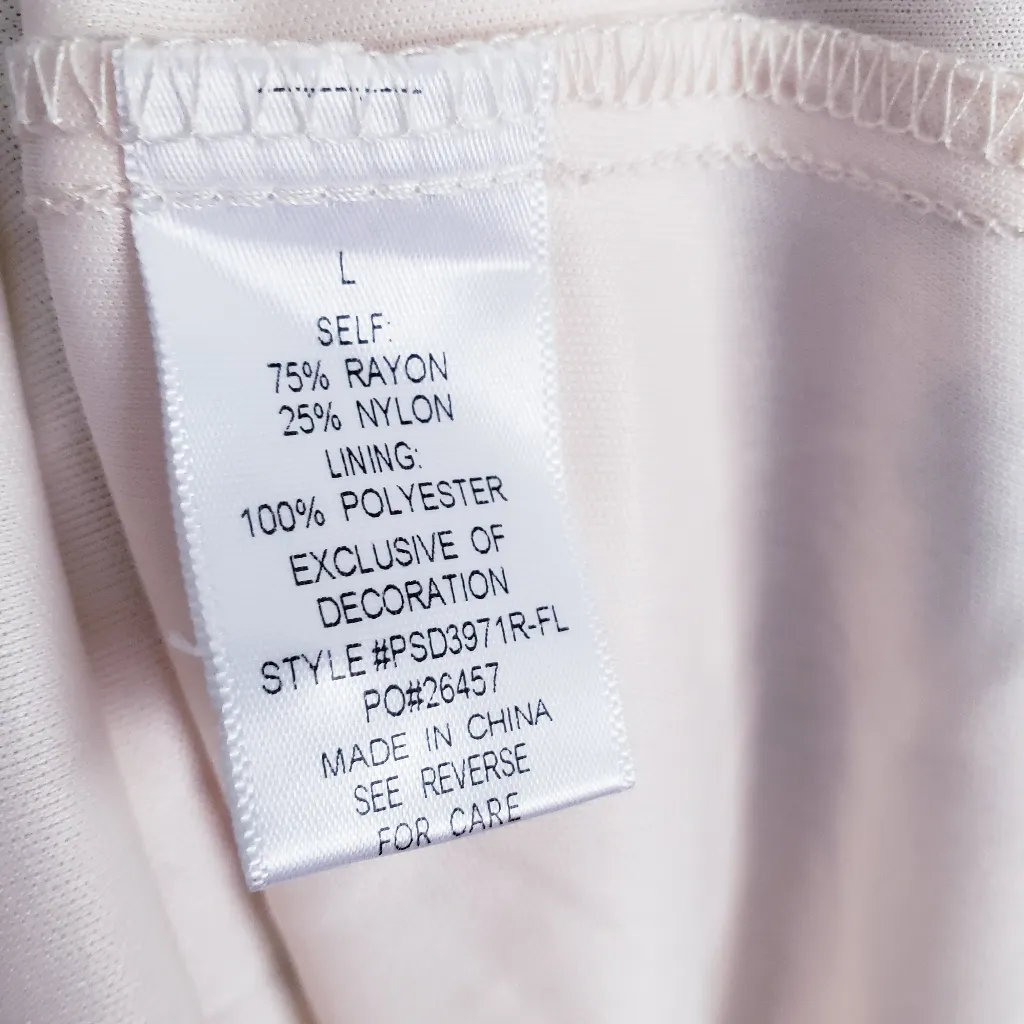 L
SELF:
75% RAYON
25% NYLON
LINING:
100% POLYESTER
EXCLUSIVE OF
DECORATION
STYLE #PSD3971R-FL
PO#26457
MADE IN CHINA
SEE REVERSE
FOR CARE